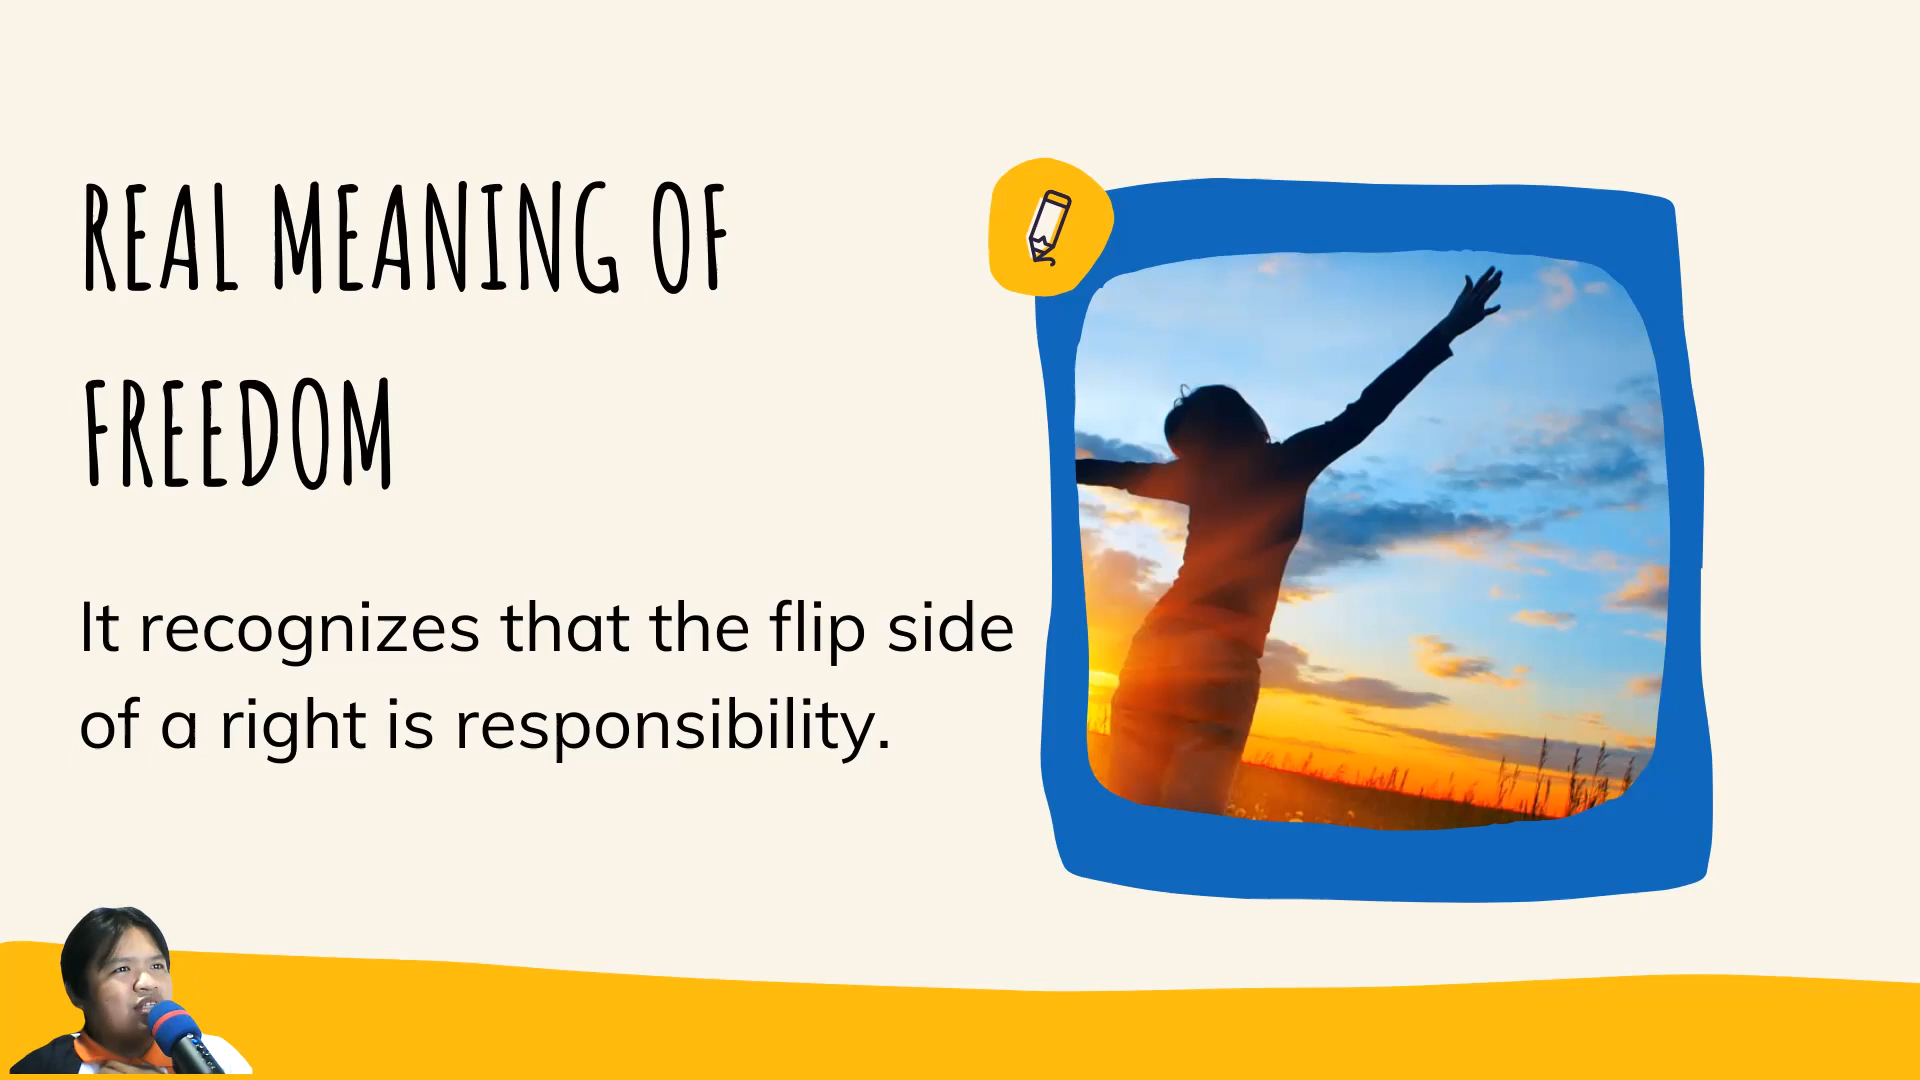 REAL MEANING OF
FREEDOM
It recognizes that the flip side
of a right is responsibility.